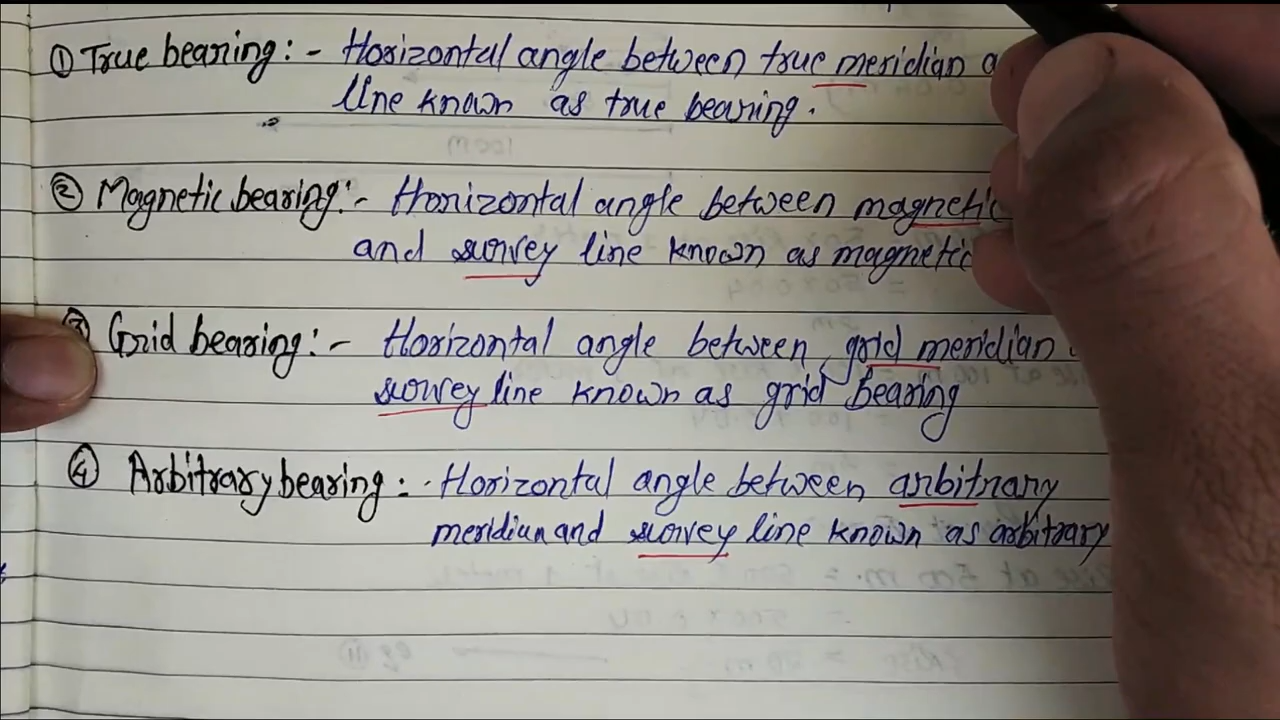 ① True bearing:- Horizontal angle between true meridian a
line known as true bearing.
② Magnetic bearing:- Horizontal angle between magnetic
and survey line known as magnetic
③ Grid bearing:- Horizontal angle between grid meridian
survey line known as grid bearing
④ Arbitrary bearing:- Horizontal angle between arbitrary
meridian and survey line known as arbitrary